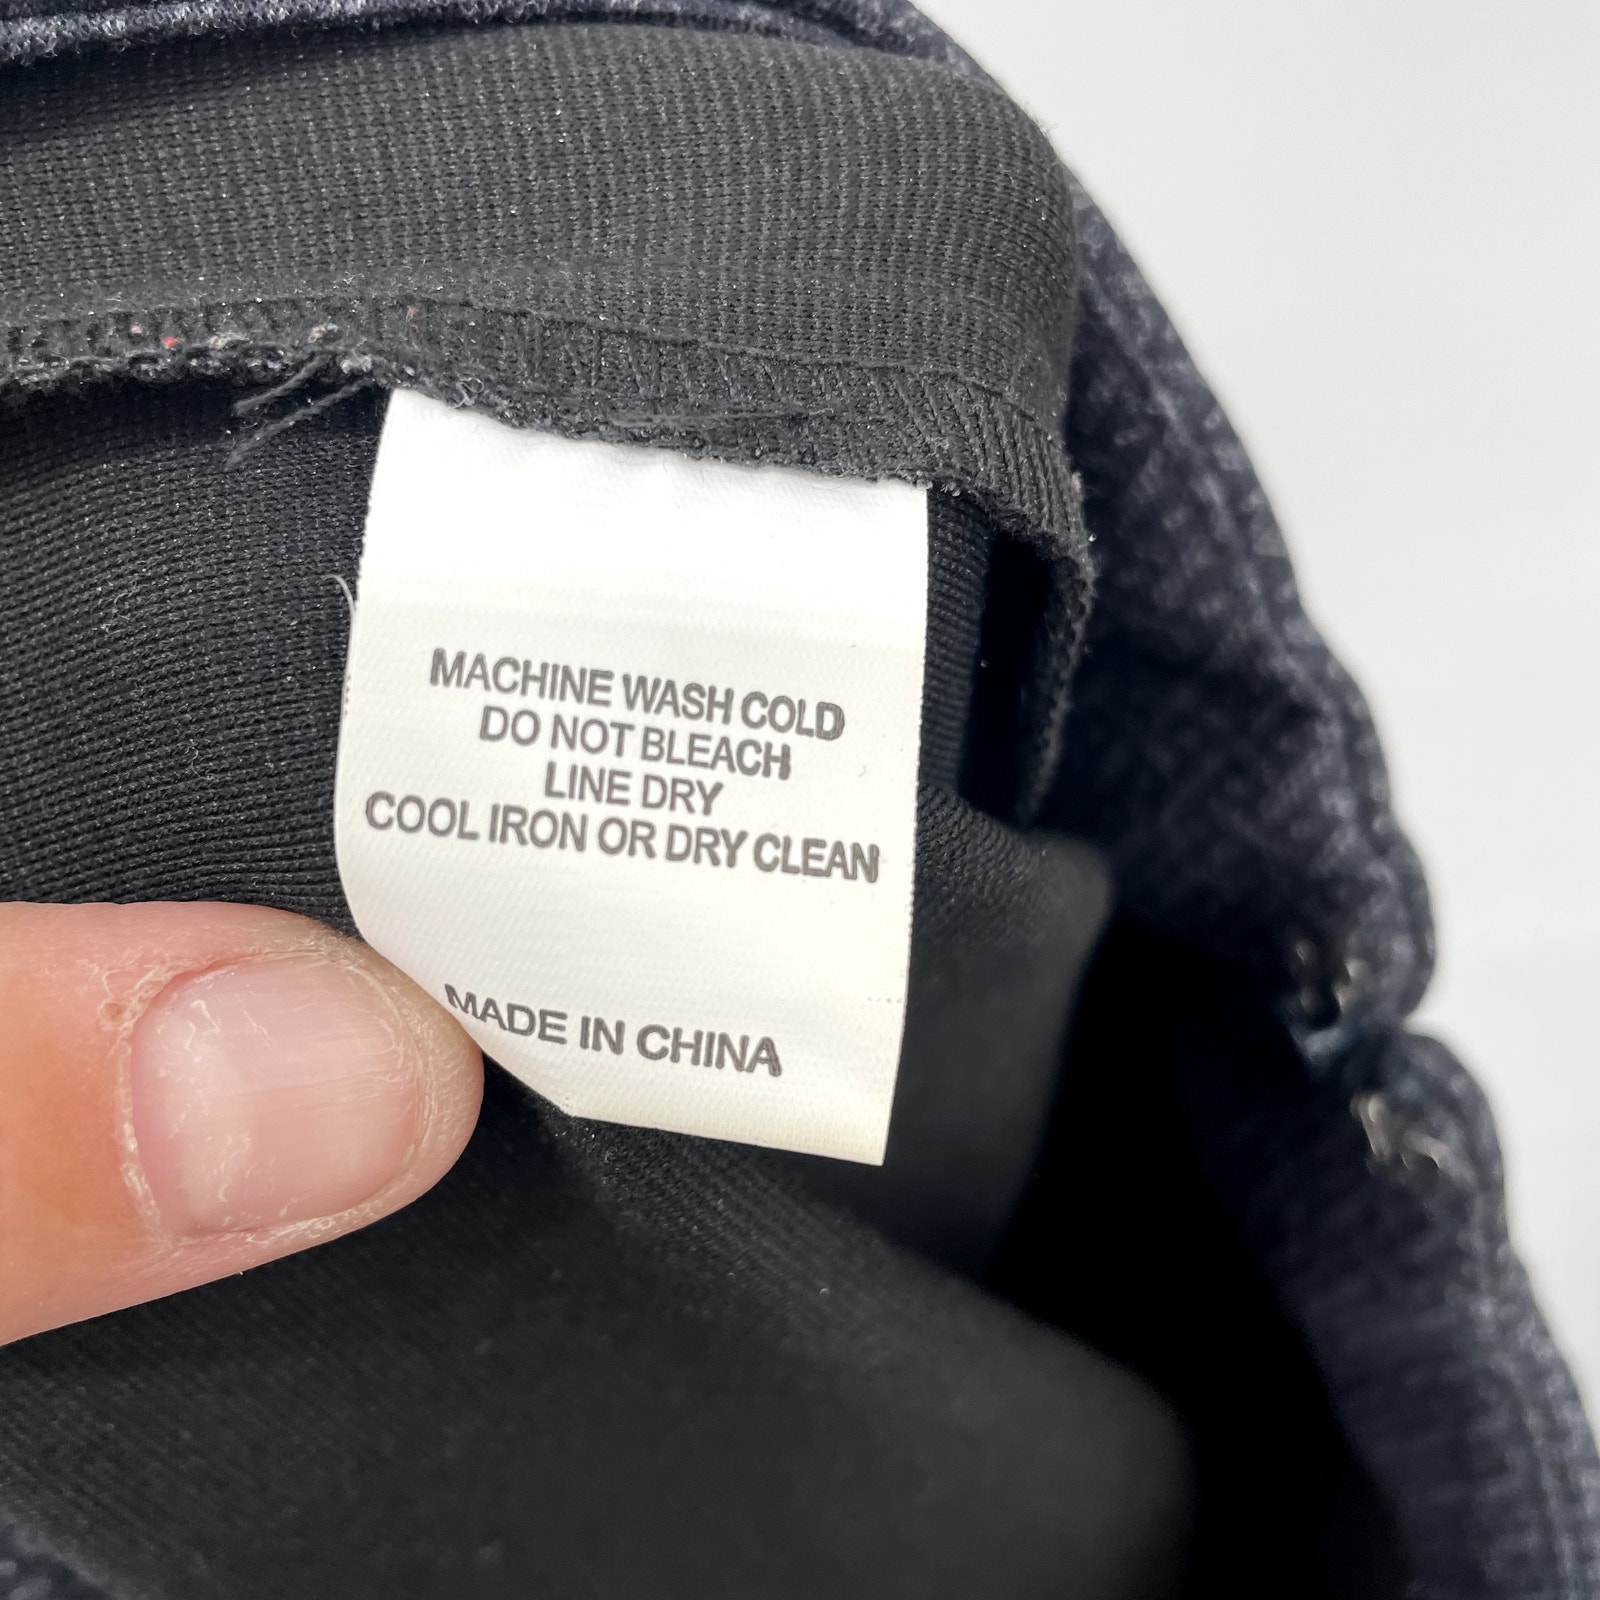 MACHINE WASH COLD
DO NOT BLEACH
LINE DRY
COOL IRON OR DRY CLEAN
MADE IN CHINA